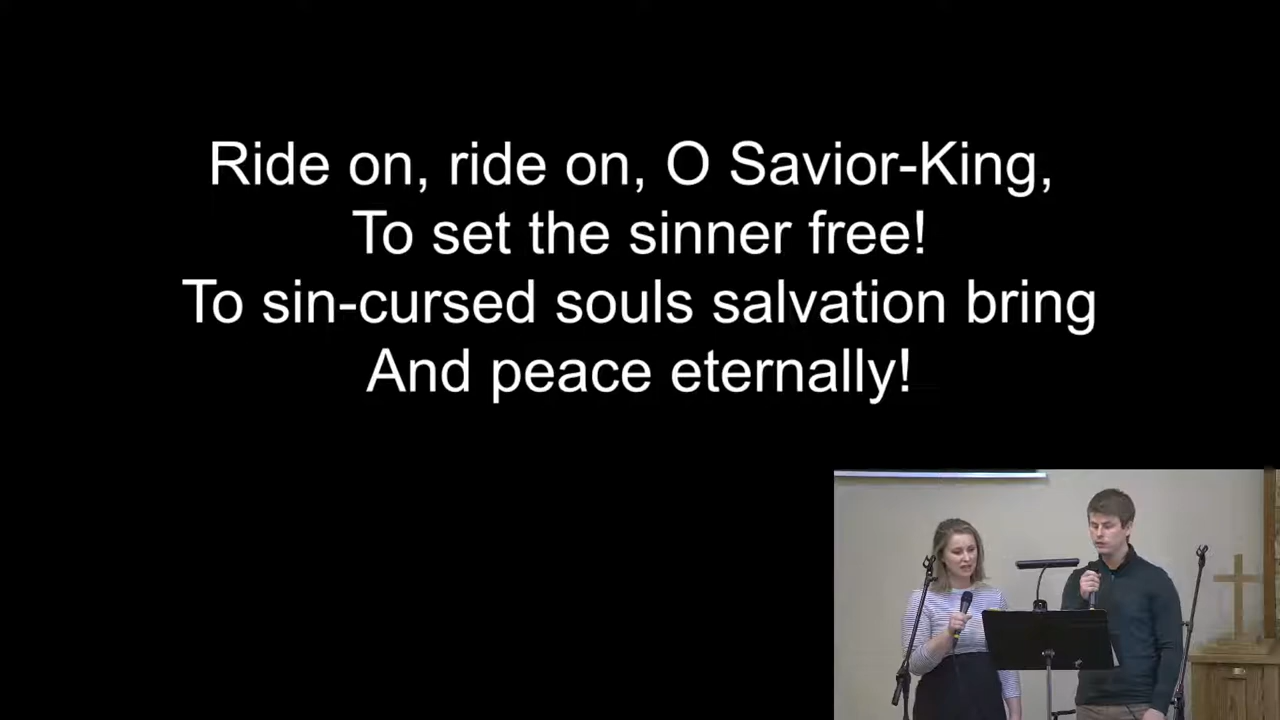 Ride on, ride on, O Savior-King,
To set the sinner free!
To sin-cursed souls salvation bring
And peace eternally!